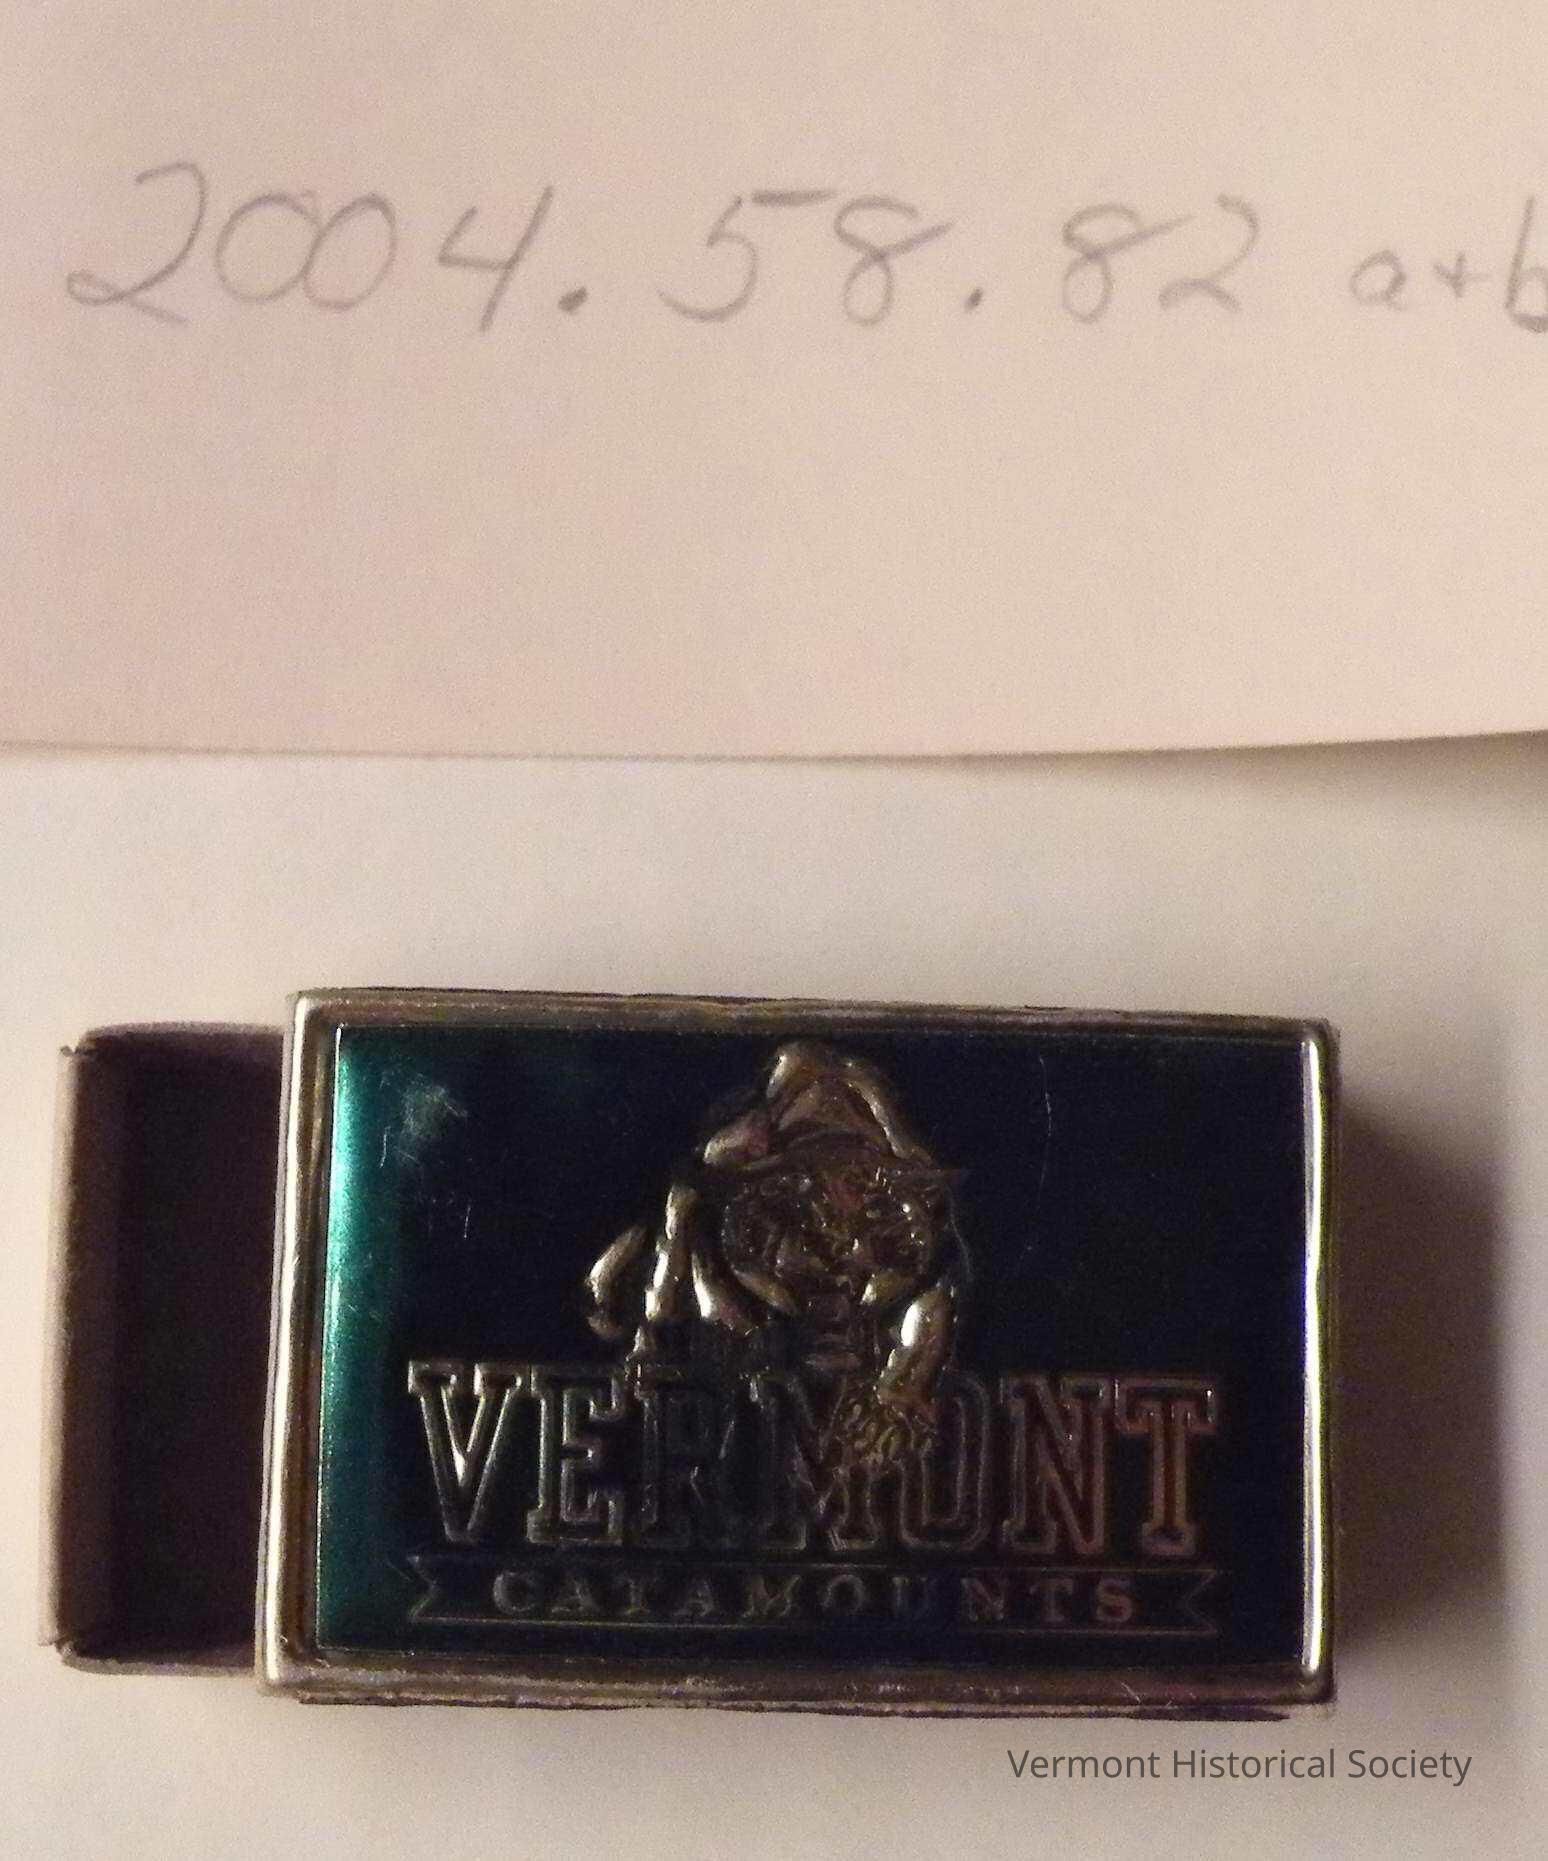 2004.58.82 a+b
VERMONT
CATAMOUNTS
Vermont Historical Society